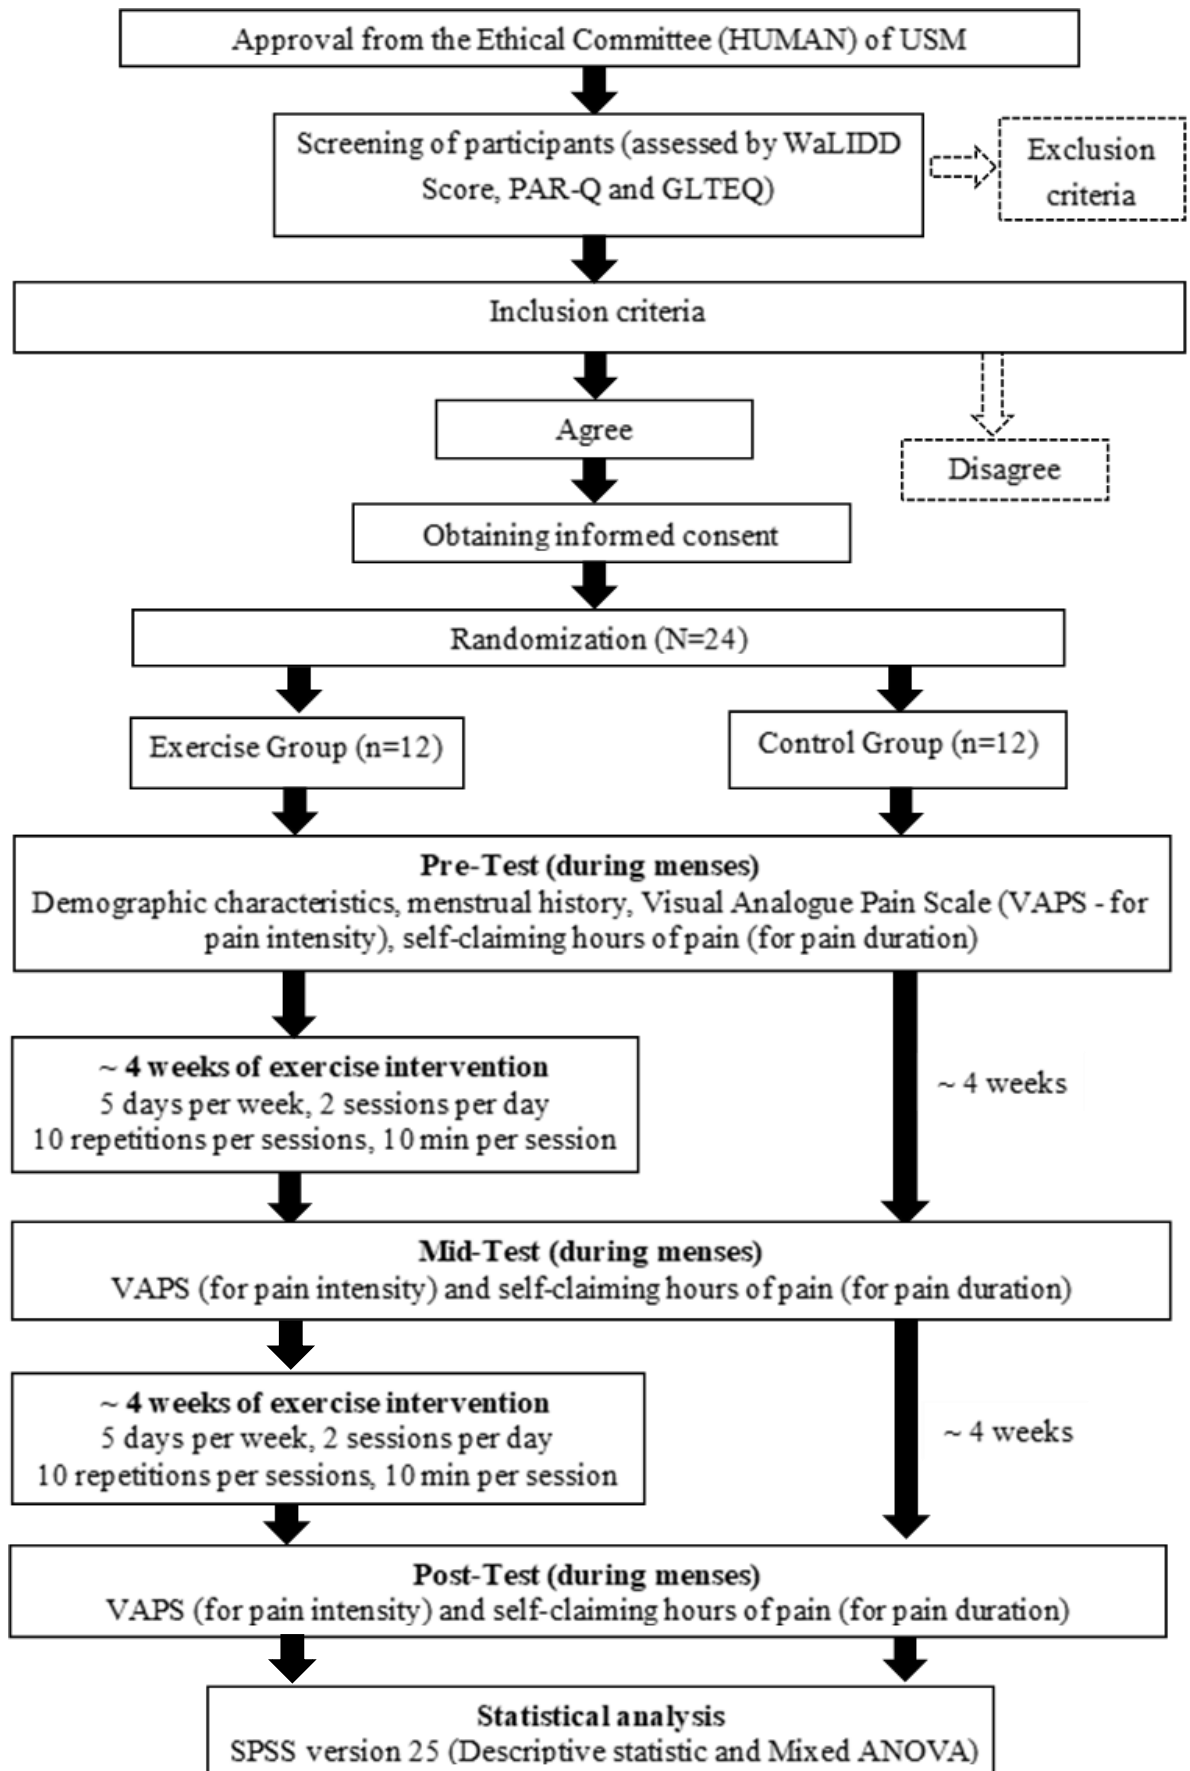 Approval from the Ethical Committee (HUMAN) of USM
Screening of participants (assessed by WaLIDD
Score, PAR-Q and GLTEQ)
Exclusion
criteria
Inclusion criteria
Agree
Disagree
Obtaining informed consent
Randomization (N=24)
Exercise Group (n=12)
Control Group (n=12)
Pre-Test (during menses)
Demographic characteristics, menstrual history, Visual Analogue Pain Scale (VAPS - for
pain intensity), self-claiming hours of pain (for pain duration)
~ 4 weeks of exercise intervention
5 days per week, 2 sessions per day
10 repetitions per sessions, 10 min per session
~ 4 weeks
Mid-Test (during menses)
VAPS (for pain intensity) and self-claiming hours of pain (for pain duration)
~ 4 weeks of exercise intervention
5 days per week, 2 sessions per day
10 repetitions per sessions, 10 min per session
~ 4 weeks
Post-Test (during menses)
VAPS (for pain intensity) and self-claiming hours of pain (for pain duration)
Statistical analysis
SPSS version 25 (Descriptive statistic and Mixed ANOVA)